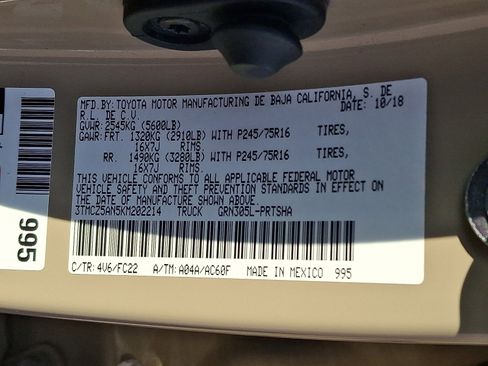 MFD.BY:TOYOTA MOTOR MANUFACTURING DE BAJA CALIFORNIA, S. DE
R.L. DE C.V. DATE: 10/18
GVWR:2545KG (5600LB)
GAWR:FRT. 1320KG (2910LB) WITH P245/75R16 TIRES,
16X7J RIMS.
RR. 1490KG (3280LB) WITH P245/75R16 TIRES,
16X7J RIMS.
THIS VEHICLE CONFORMS TO ALL APPLICABLE FEDERAL MOTOR
VEHICLE SAFETY AND THEFT PREVENTION STANDARDS IN EFFECT ON
THE DATE OF MANUFACTURE SHOWN ABOVE.
3TMCZ5AN5KM202214 TRUCK GRN305L-PRTSHA
C/TR: 4V6/FC22 A/TM: A04A/AC60F MADE IN MEXICO 995
995